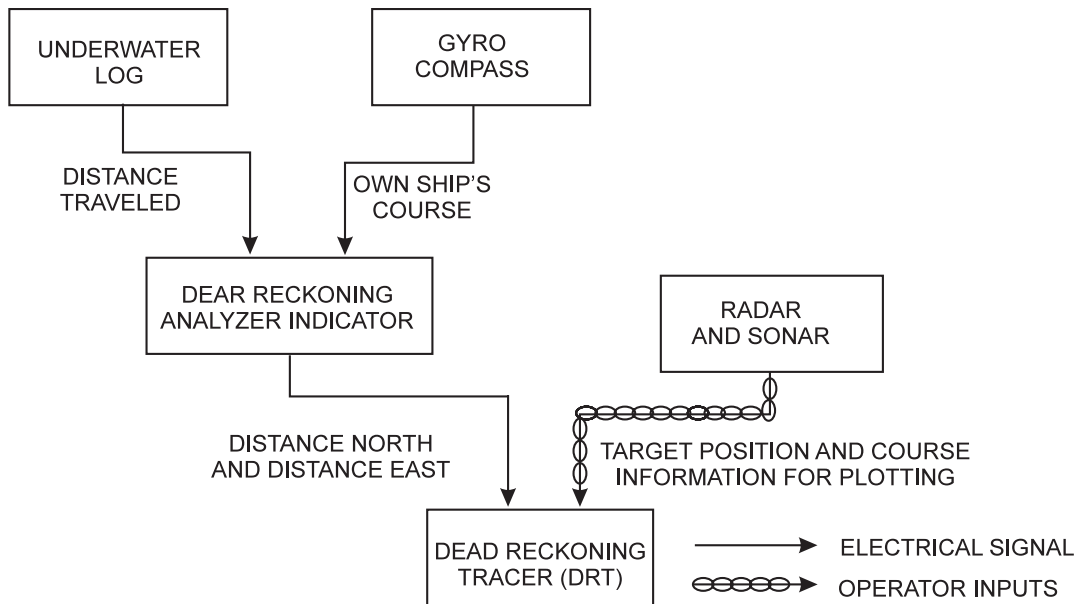 UNDERWATER
LOG
GYRO
COMPASS
DISTANCE
TRAVELED
OWN SHIP'S
COURSE
DEAR RECKONING
ANALYZER INDICATOR
RADAR
AND SONAR
DISTANCE NORTH
AND DISTANCE EAST
TARGET POSITION AND COURSE
INFORMATION FOR PLOTTING
DEAD RECKONING
TRACER (DRT)
ELECTRICAL SIGNAL
OPERATOR INPUTS